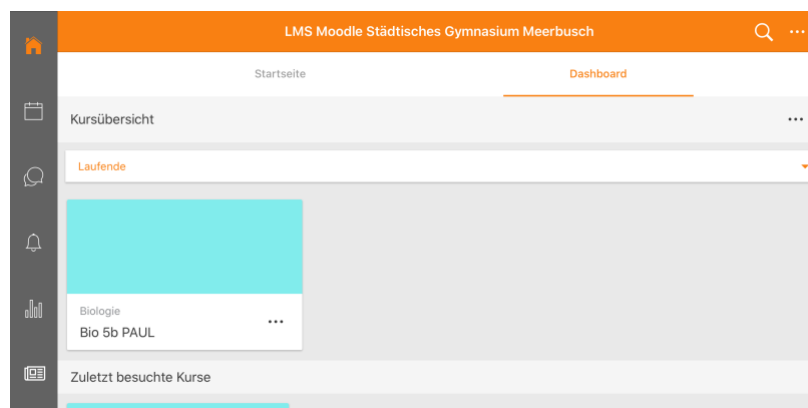 LMS Moodle Städtisches Gymnasium Meerbusch
Startseite Dashboard
Kursübersicht
Laufende
Biologie
Bio 5b PAUL
Zuletzt besuchte Kurse